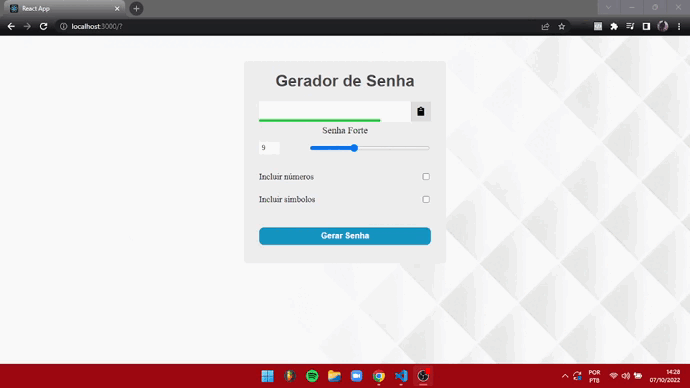 React App
localhost:3000/?
Gerador de Senha
Senha Forte
9
Incluir números
Incluir símbolos
Gerar Senha
POR
PTB
14:28
07/10/2022